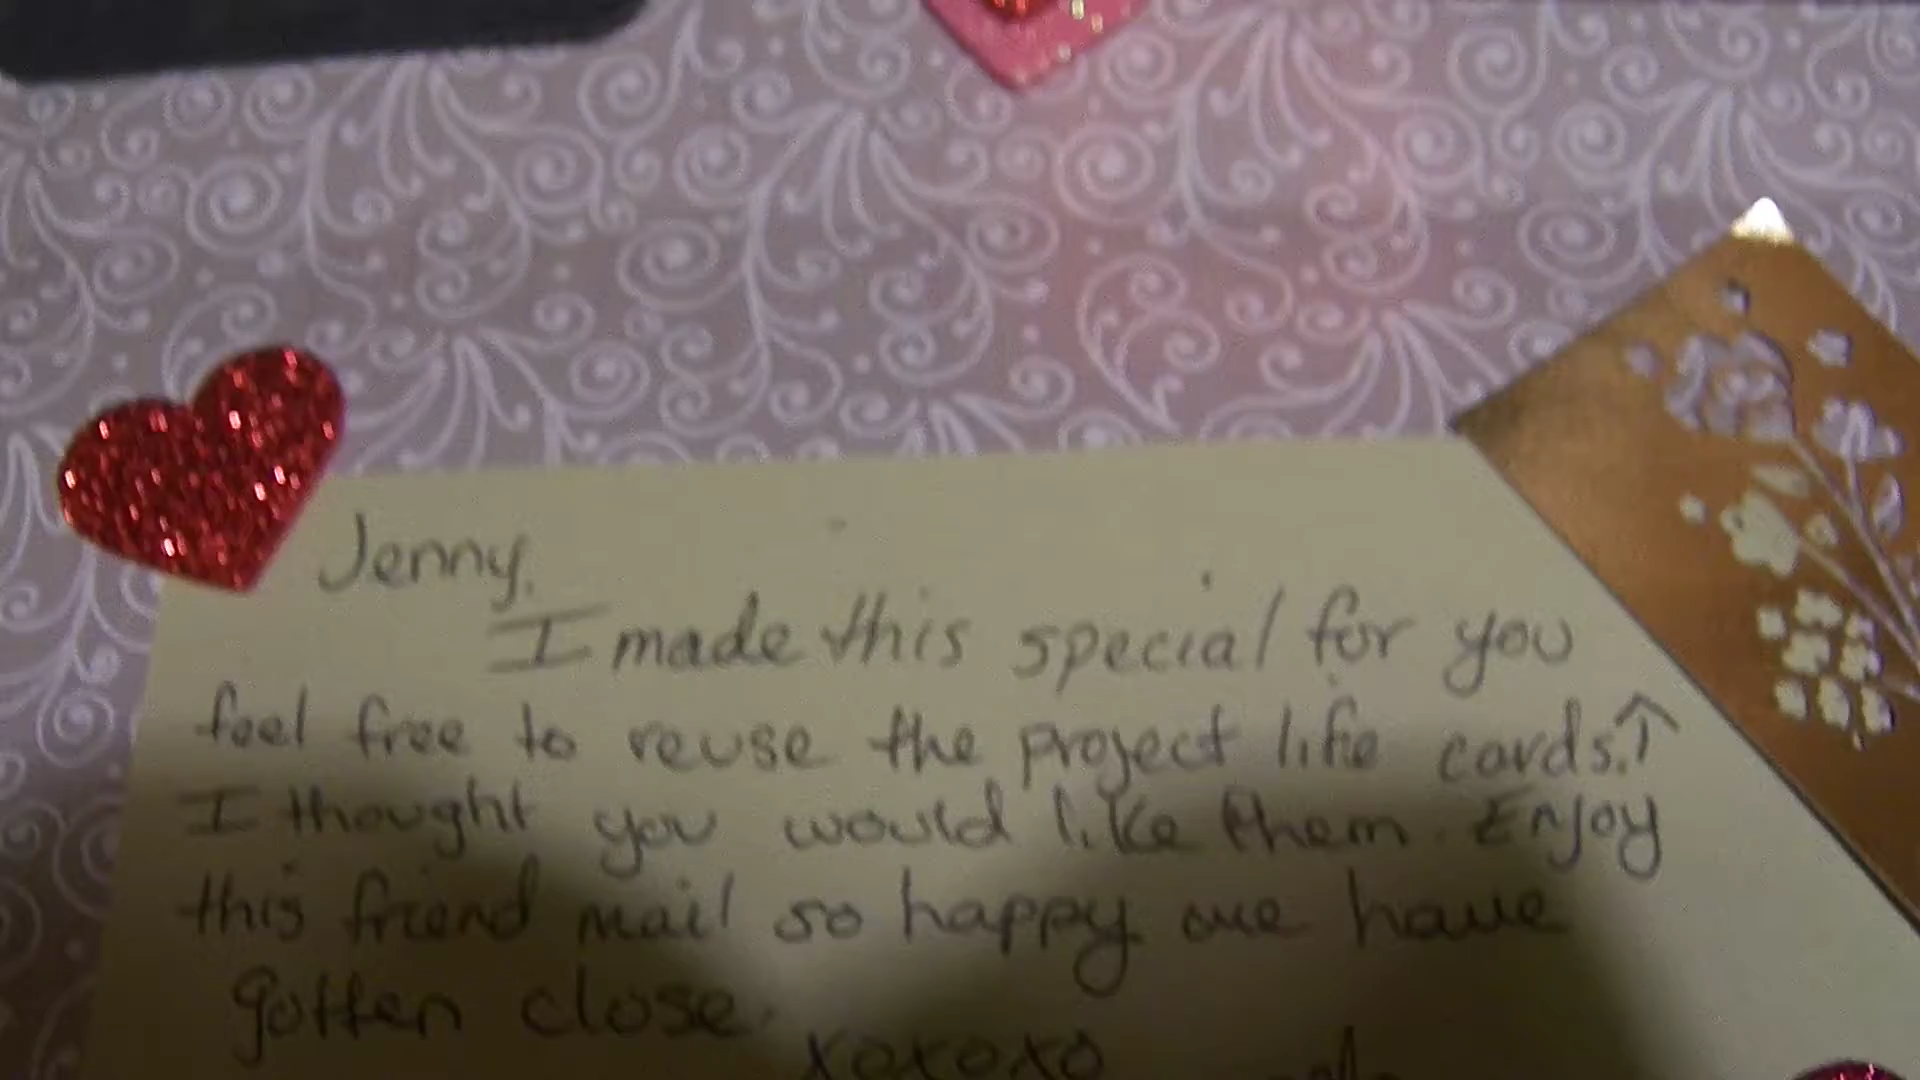 Jenny,
I made this special for you
feel free to reuse the project life cards.↑
I thought you would like them. Enjoy
this friend mail so happy we have
gotten close.
xoxoxo